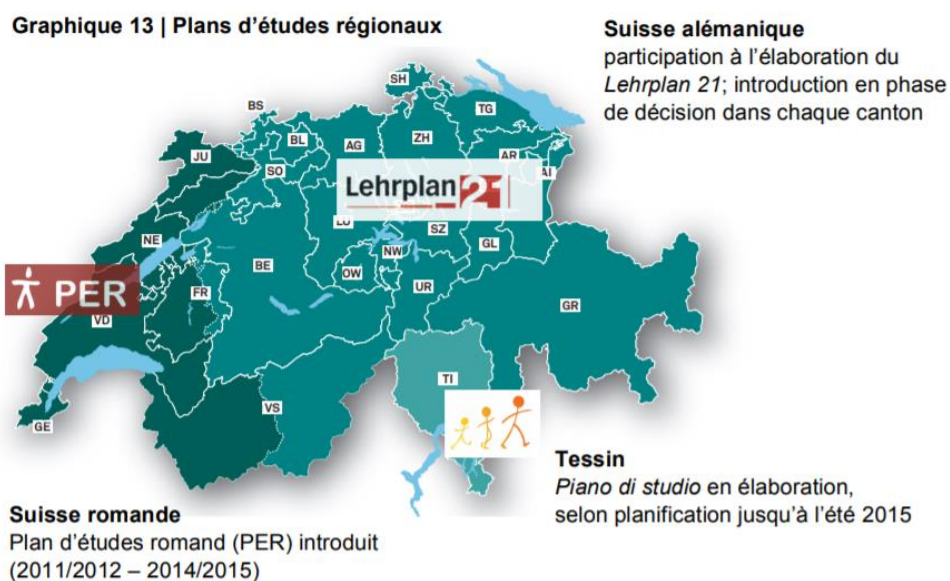 Graphique 13 | Plans d'études régionaux
Suisse alémanique
participation à l'élaboration du
Lehrplan 21; introduction en phase
de décision dans chaque canton
SH
BS
TG
BL
AG
ZH
JU
AR
AI
SO
Lehrplan 21
LU
SZ
NE
NW
GL
BE
OW
PER
FR
UR
GR
VD
TI
VS
GE
Tessin
Piano di studio en élaboration,
selon planification jusqu'à l'été 2015
Suisse romande
Plan d'études romand (PER) introduit
(2011/2012 – 2014/2015)